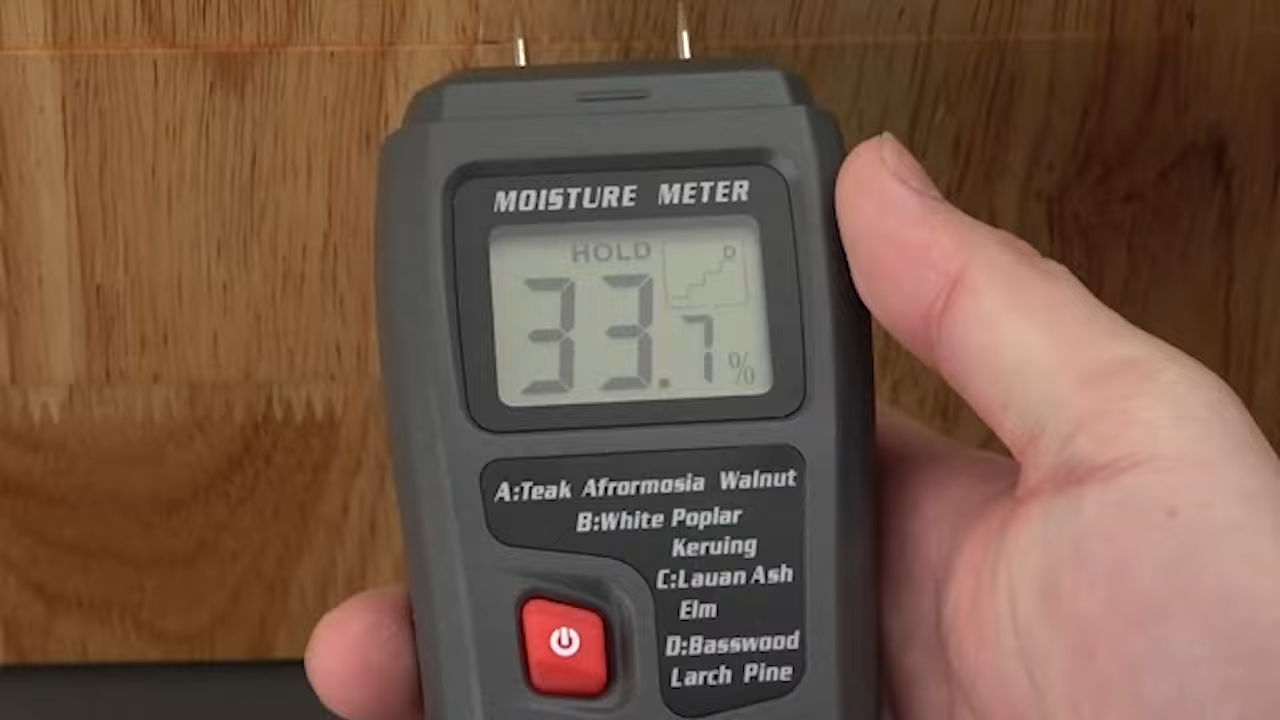 MOISTURE METER
HOLD D
33.7 %
A:Teak Afrormosia Walnut
B:White Poplar
Keruing
C:Lauan Ash
Elm
D:Basswood
Larch Pine